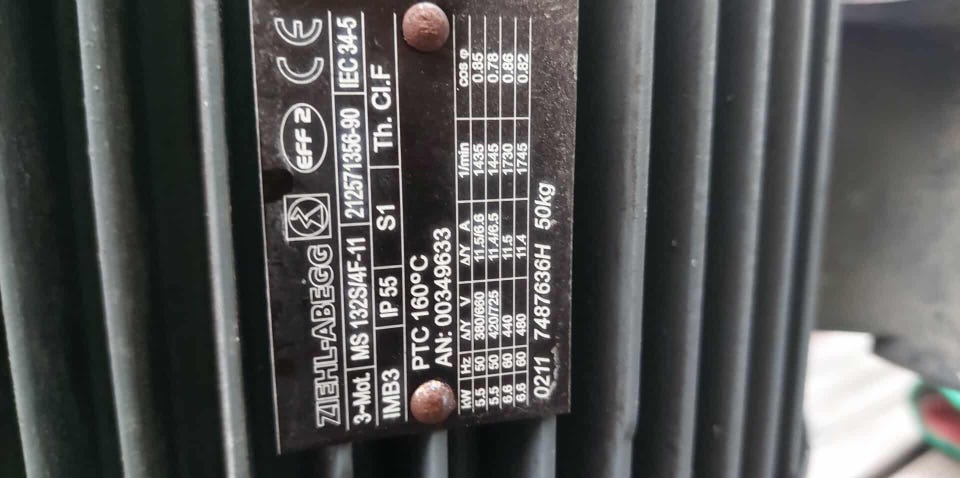 ZIEHL-ABEGG EFF 2 CE
3~Mot. MS 132S/4F-11 212571356-90 IEC 34-5
IMB3 IP 55 S1 Th. Cl.F
PTC 160°C
AN: 00349633
kW Hz Δ/Y V Δ/Y A 1/min cos φ
5.5 50 380/660 11.5/6.6 1435 0.85
5.5 50 420/725 11.4/6.5 1445 0.78
6.6 60 440 11.5 1730 0.86
6.6 60 480 11.4 1745 0.82
0211 7487636H 50kg